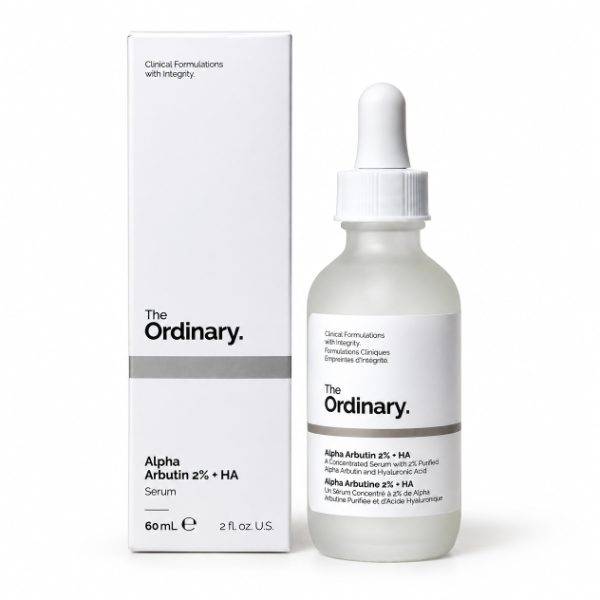 Clinical Formulations
with Integrity.
The
Ordinary.
Alpha
Arbutin 2% + HA
Serum
60 mL ℮ 2 fl. oz. U.S.
Clinical Formulations
with Integrity.
Formulations Cliniques
Empreintes d'Intégrité.
The
Ordinary.
Alpha Arbutin 2% + HA
A Concentrated Serum with 2% Purified
Alpha Arbutin and Hyaluronic Acid
Alpha Arbutine 2% + HA
Un Sérum Concentré à 2% de Alpha
Arbutine Purifiée et d'Acide Hyaluronique